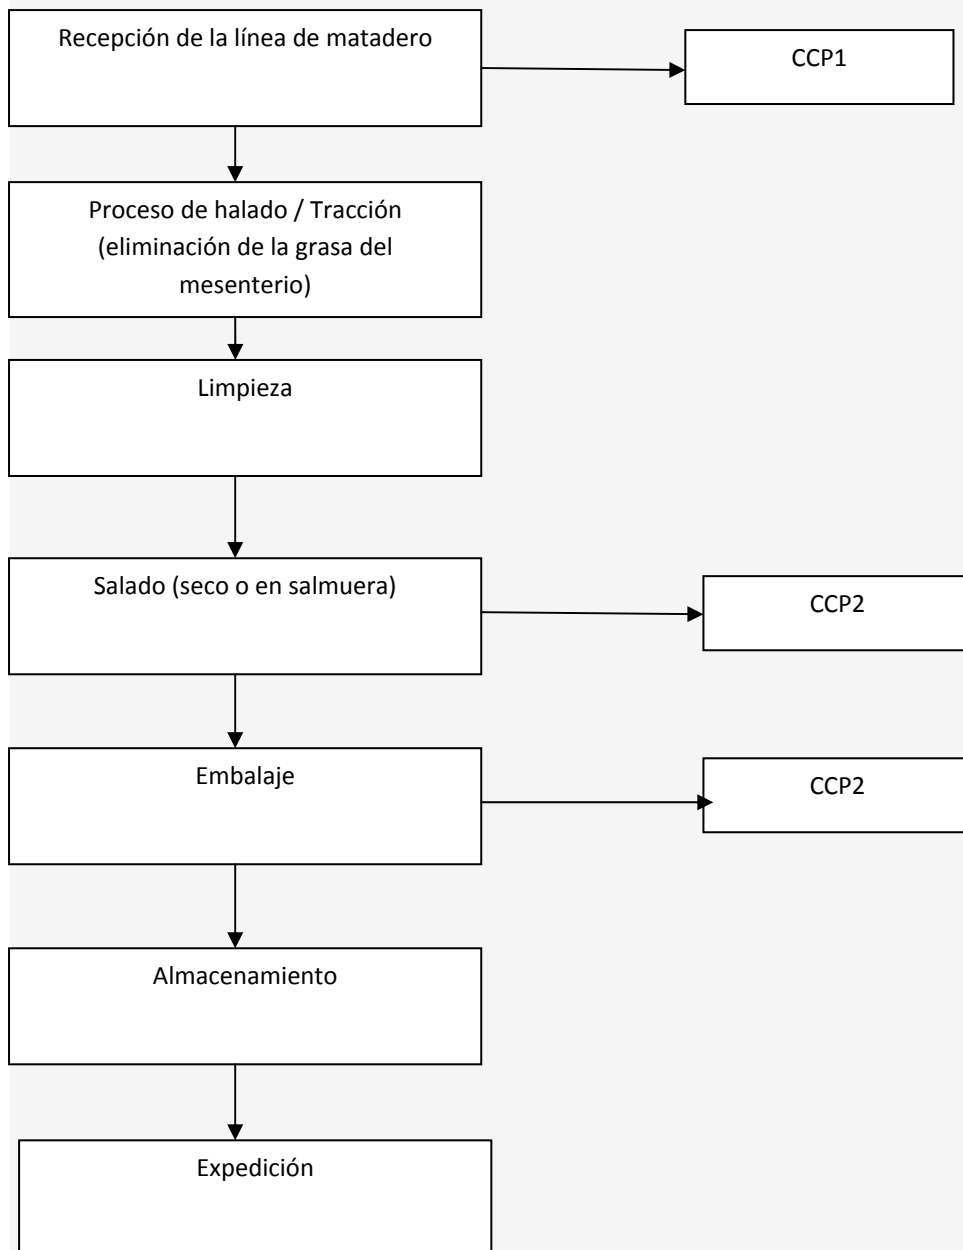 Recepción de la línea de matadero
CCP1
Proceso de halado / Tracción
(eliminación de la grasa del
mesenterio)
Limpieza
Salado (seco o en salmuera)
CCP2
Embalaje
CCP2
Almacenamiento
Expedición